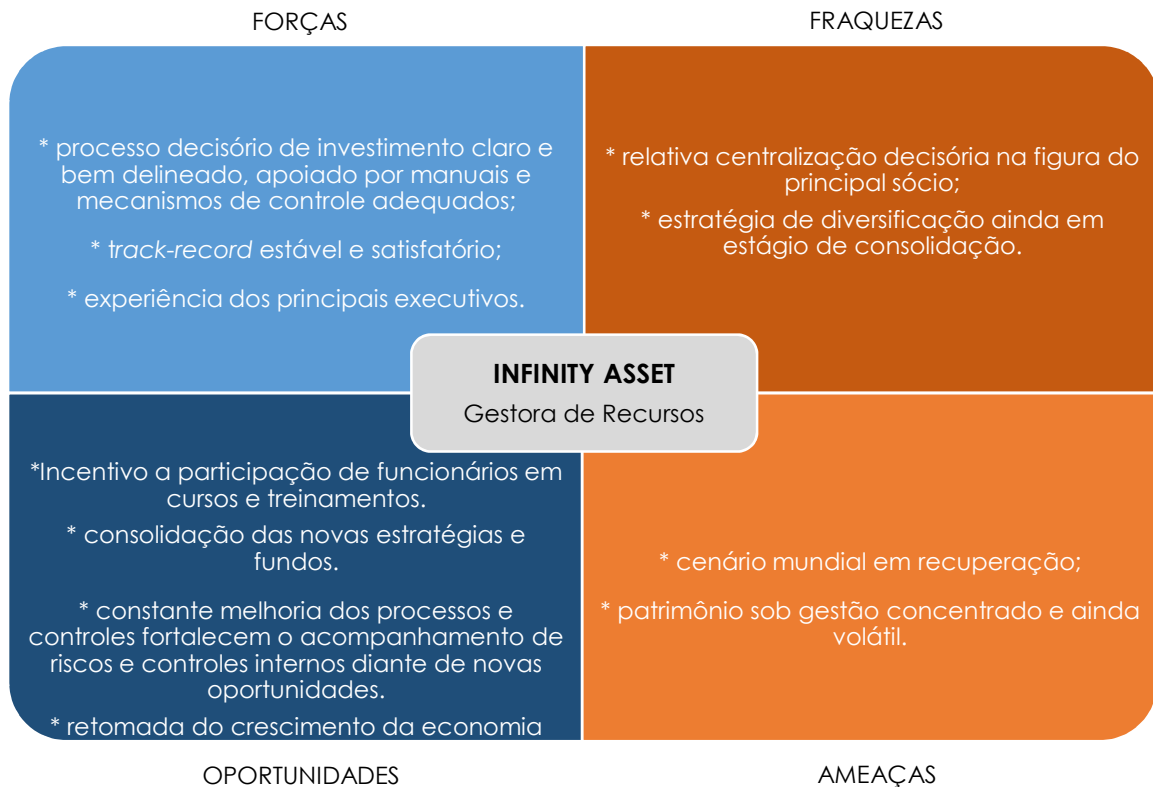 FORÇAS
FRAQUEZAS
* processo decisório de investimento claro e
bem delineado, apoiado por manuais e
mecanismos de controle adequados;
* track-record estável e satisfatório;
* experiência dos principais executivos.
* relativa centralização decisória na figura do
principal sócio;
* estratégia de diversificação ainda em
estágio de consolidação.
INFINITY ASSET
Gestora de Recursos
*Incentivo a participação de funcionários em
cursos e treinamentos.
* consolidação das novas estratégias e
fundos.
* constante melhoria dos processos e
controles fortalecem o acompanhamento de
riscos e controles internos diante de novas
oportunidades.
* retomada do crescimento da economia
* cenário mundial em recuperação;
* patrimônio sob gestão concentrado e ainda
volátil.
OPORTUNIDADES
AMEAÇAS